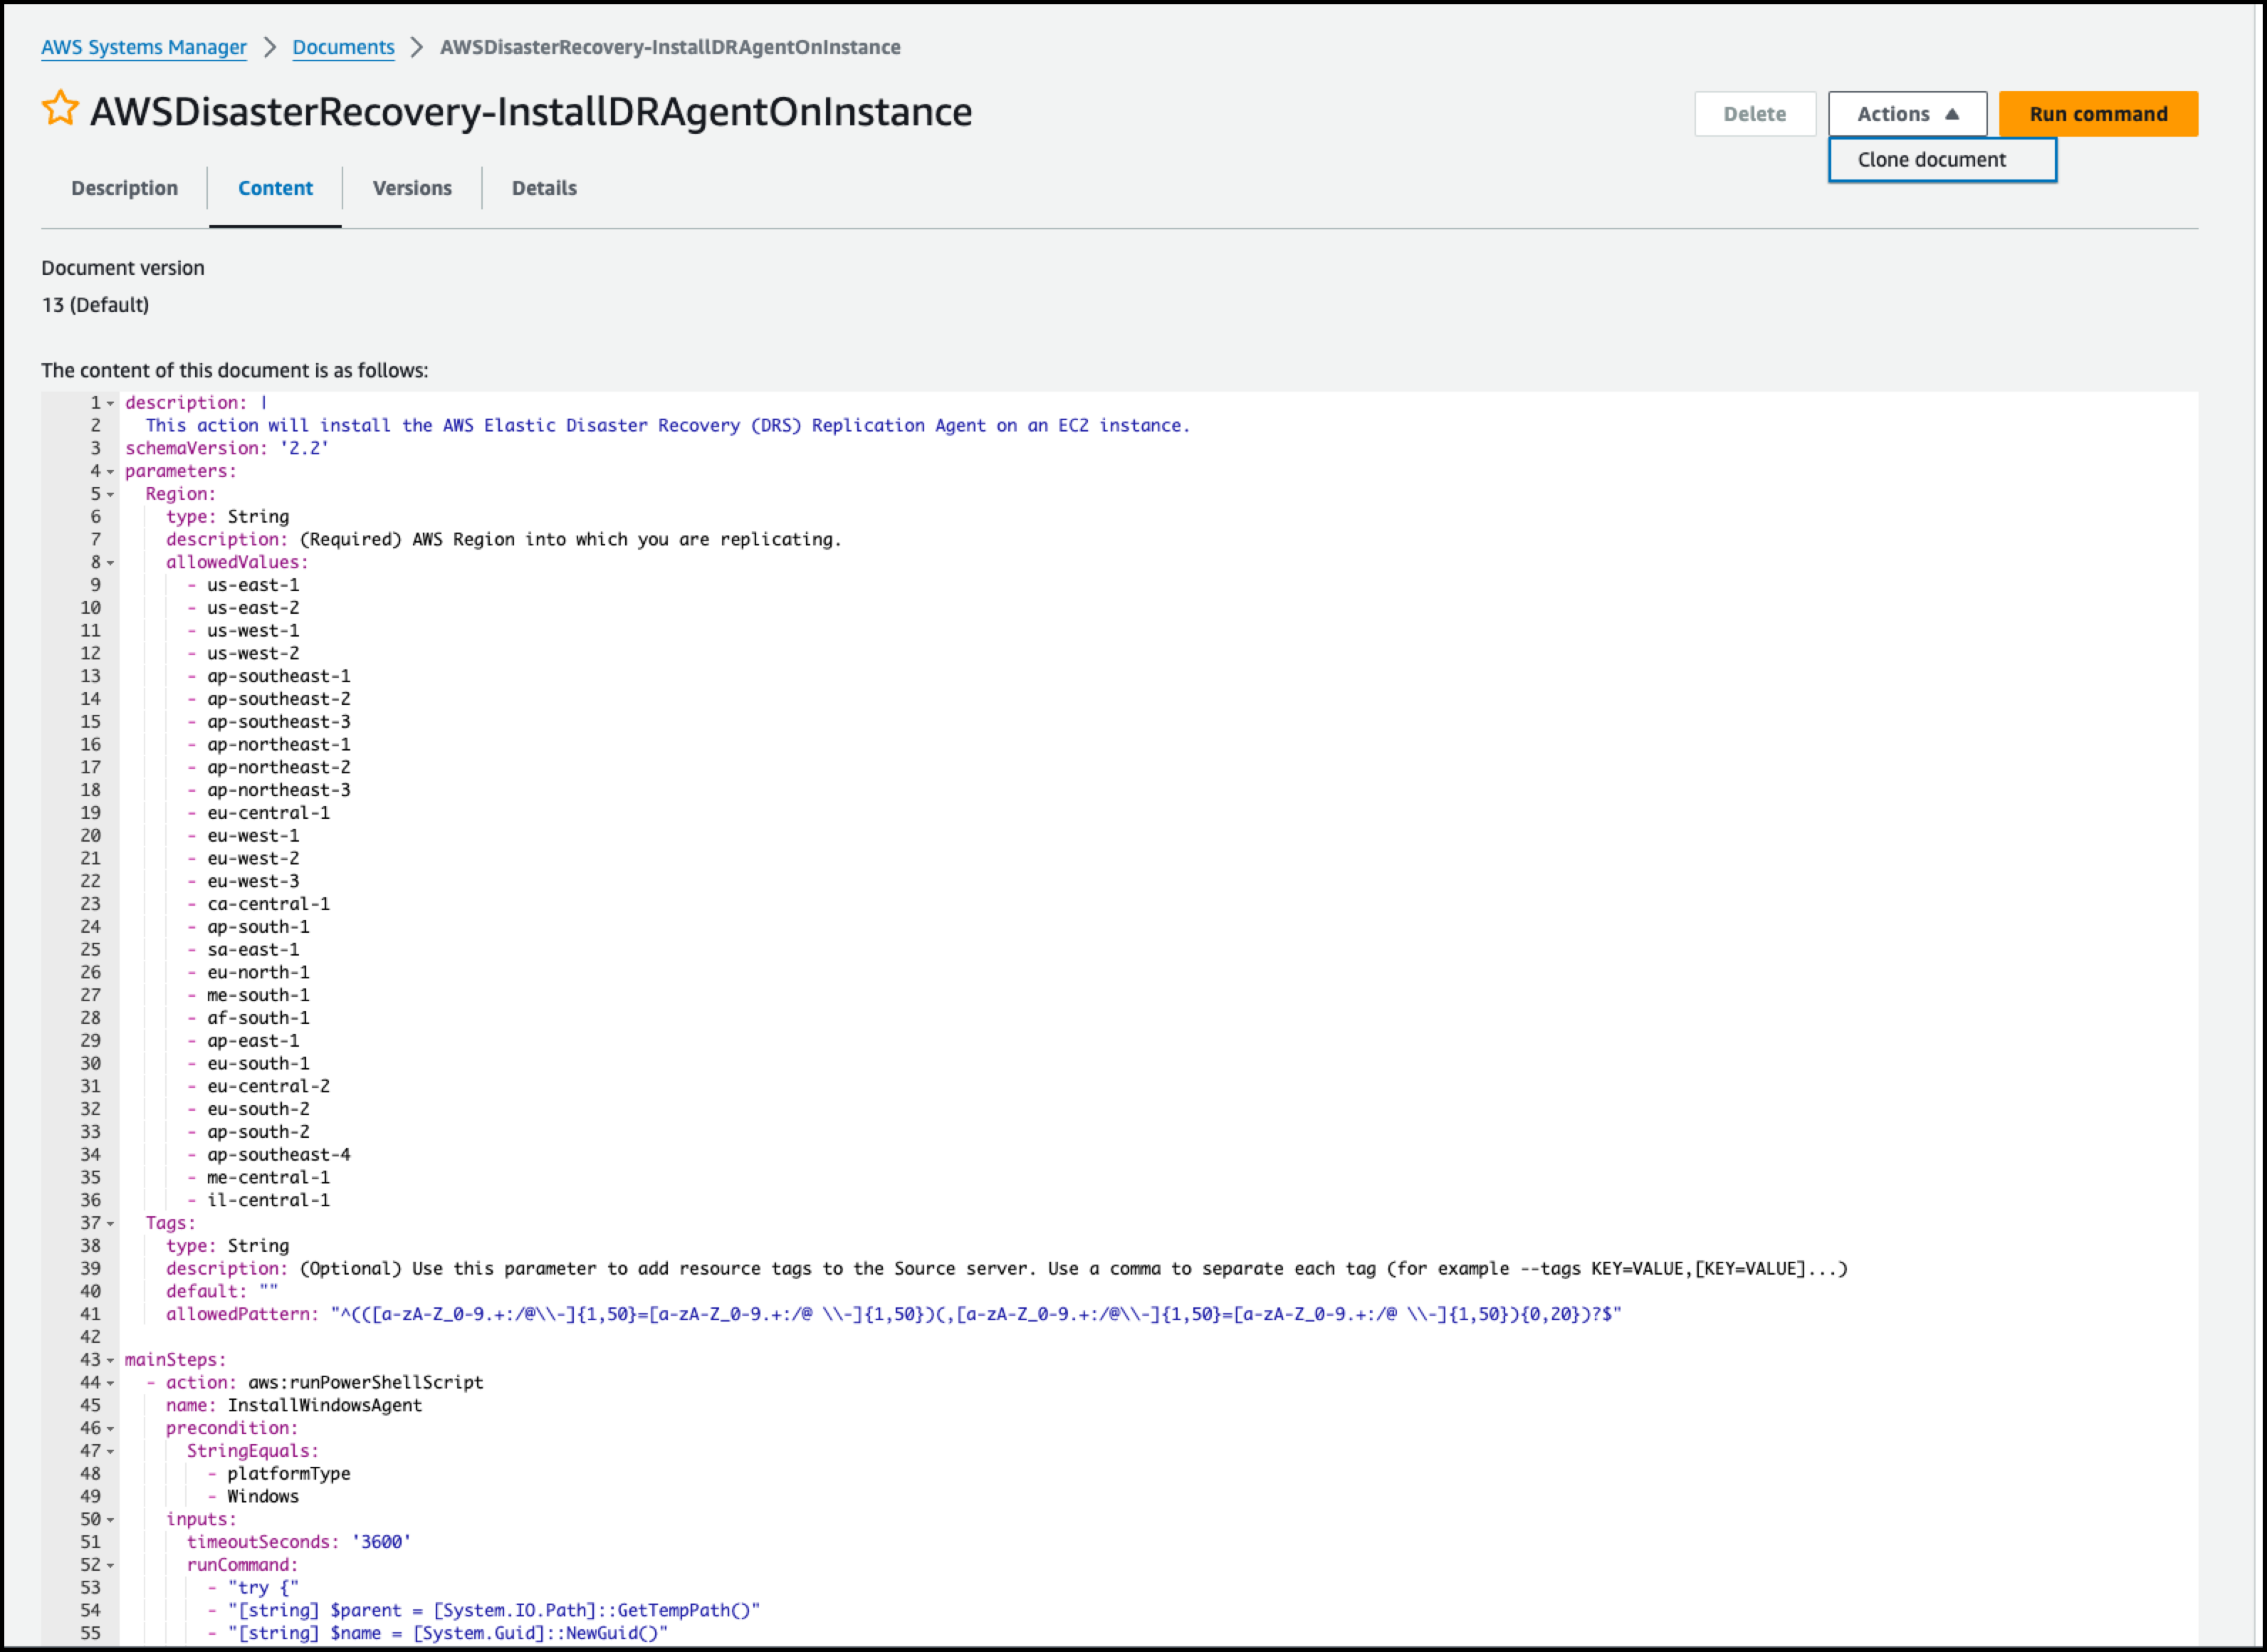 AWS Systems Manager > Documents > AWSDisasterRecovery-InstallDRAgentOnInstance
AWSDisasterRecovery-InstallDRAgentOnInstance
Delete
Actions
Run command
Clone document
Description
Content
Versions
Details
Document version
13 (Default)
The content of this document is as follows:
1 description: |
2 This action will install the AWS Elastic Disaster Recovery (DRS) Replication Agent on an EC2 instance.
3 schemaVersion: '2.2'
4 parameters:
5 Region:
6 type: String
7 description: (Required) AWS Region into which you are replicating.
8 allowedValues:
9 - us-east-1
10 - us-east-2
11 - us-west-1
12 - us-west-2
13 - ap-southeast-1
14 - ap-southeast-2
15 - ap-southeast-3
16 - ap-northeast-1
17 - ap-northeast-2
18 - ap-northeast-3
19 - eu-central-1
20 - eu-west-1
21 - eu-west-2
22 - eu-west-3
23 - ca-central-1
24 - ap-south-1
25 - sa-east-1
26 - eu-north-1
27 - me-south-1
28 - af-south-1
29 - ap-east-1
30 - eu-south-1
31 - eu-central-2
32 - eu-south-2
33 - ap-south-2
34 - ap-southeast-4
35 - me-central-1
36 - il-central-1
37 Tags:
38 type: String
39 description: (Optional) Use this parameter to add resource tags to the Source server. Use a comma to separate each tag (for example --tags KEY=VALUE,[KEY=VALUE]...)
40 default: ""
41 allowedPattern: "^(([a-zA-Z_0-9.+:/@\\-]{1,50}=[a-zA-Z_0-9.+:/@ \\-]{1,50})(,[a-zA-Z_0-9.+:/@\\-]{1,50}=[a-zA-Z_0-9.+:/@ \\-]{1,50}){0,20})?$"
42
43 mainSteps:
44 - action: aws:runPowerShellScript
45 name: InstallWindowsAgent
46 precondition:
47 StringEquals:
48 - platformType
49 - Windows
50 inputs:
51 timeoutSeconds: '3600'
52 runCommand:
53 - "try {"
54 - "[string] $parent = [System.IO.Path]::GetTempPath()"
55 - "[string] $name = [System.Guid]::NewGuid()"